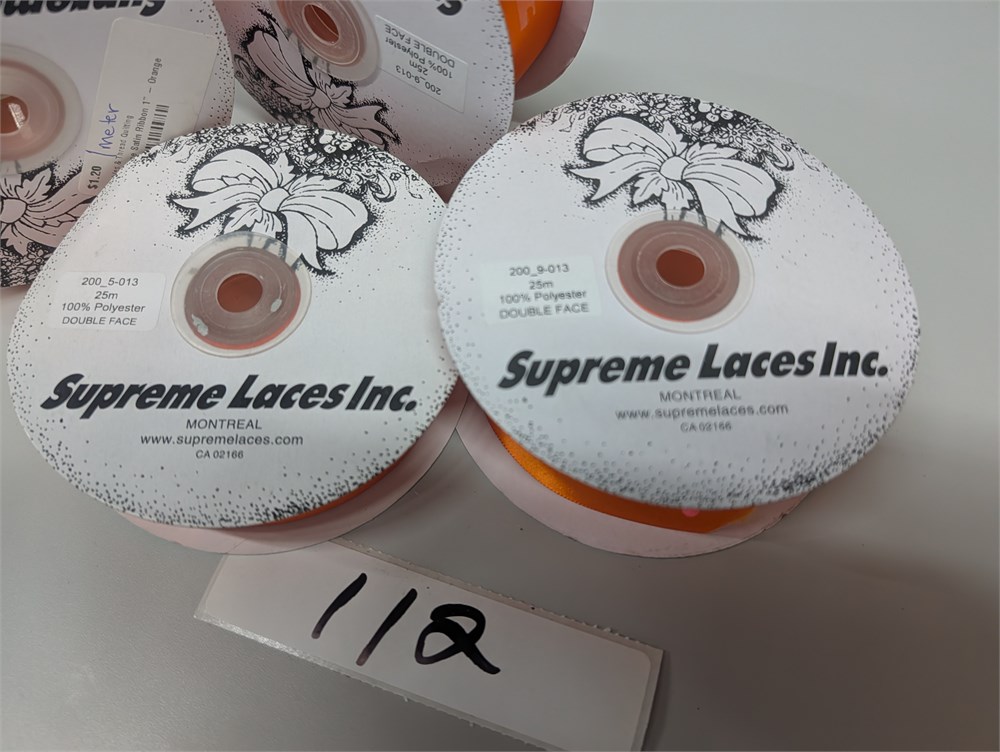 1 meter
$1.20
Satin Ribbon 1" – Orange
200_9-013
25m
100% Polyester
DOUBLE FACE
200_5-013
25m
100% Polyester
DOUBLE FACE
Supreme Laces Inc.
MONTREAL
www.supremelaces.com
CA 02166
200_9-013
25m
100% Polyester
DOUBLE FACE
Supreme Laces Inc.
MONTREAL
www.supremelaces.com
CA 02166
112